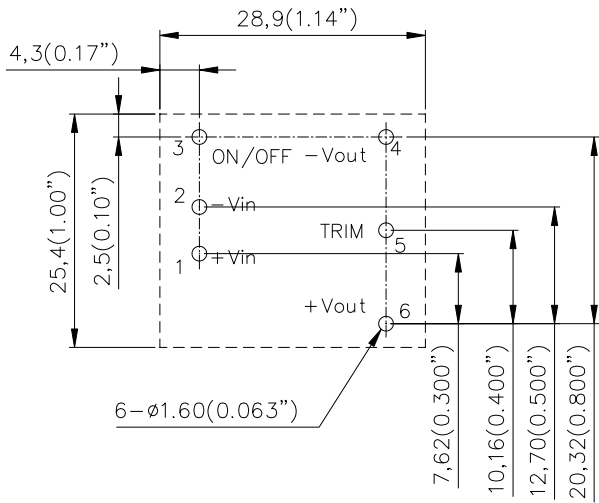 28,9(1.14”)
4,3(0.17”)
3 ON/OFF -Vout 4
2 -Vin
TRIM 5
1 +Vin
+Vout 6
25,4(1.00”)
2,5(0.10”)
6-ø1.60(0.063”)
7,62(0.300”)
10,16(0.400”)
12,70(0.500”)
20,32(0.800”)